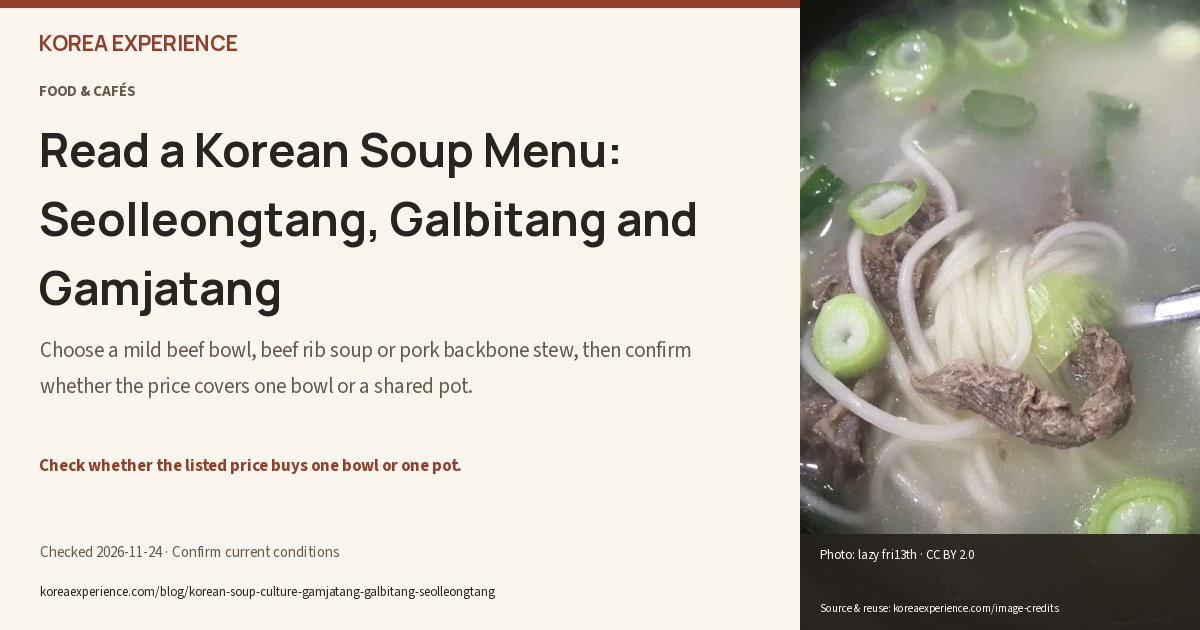 KOREA EXPERIENCE
FOOD & CAFÉS
Read a Korean Soup Menu:
Seolleongtang, Galbitang and
Gamjatang
Choose a mild beef bowl, beef rib soup or pork backbone stew, then confirm
whether the price covers one bowl or a shared pot.
Check whether the listed price buys one bowl or one pot.
Checked 2026-11-24 · Confirm current conditions
koreaexperience.com/blog/korean-soup-culture-gamjatang-galbitang-seolleongtang
Photo: lazy fri13th · CC BY 2.0
Source & reuse: koreaexperience.com/image-credits